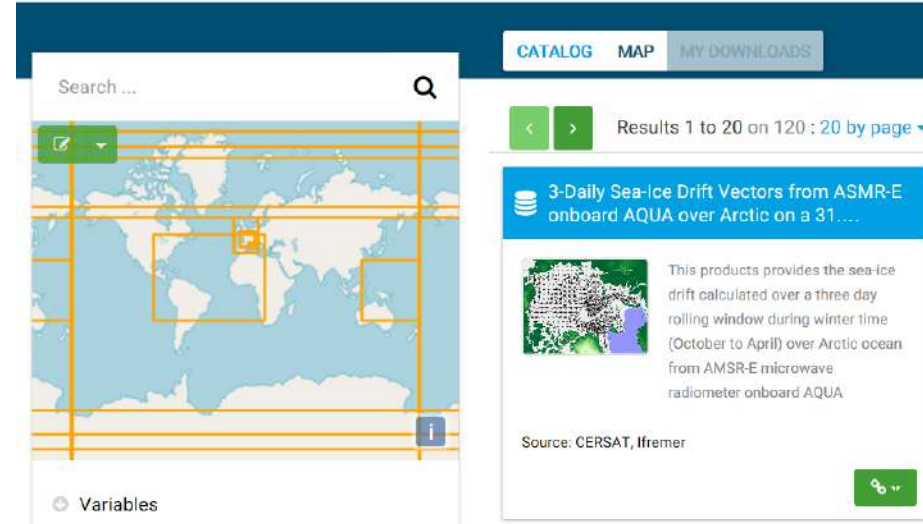 CATALOG MAP MY DOWNLOADS
Search ...
Results 1 to 20 on 120 : 20 by page
3-Daily Sea-Ice Drift Vectors from ASMR-E
onboard AQUA over Arctic on a 31....
This products provides the sea-ice
drift calculated over a three day
rolling window during winter time
(October to April) over Arctic ocean
from AMSR-E microwave
radiometer onboard AQUA
Source: CERSAT, Ifremer
i
Variables